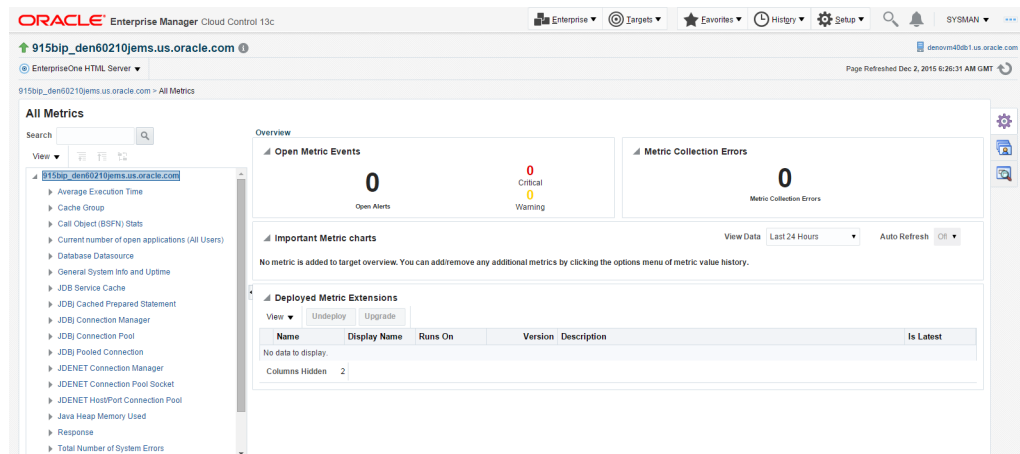 ORACLE Enterprise Manager Cloud Control 13c
Enterprise Targets Favorites History Setup SYSMAN
915bip_den60210jems.us.oracle.com
denovm40db1.us.oracle.com
EnterpriseOne HTML Server
Page Refreshed Dec 2, 2015 6:26:31 AM GMT
915bip_den60210jems.us.oracle.com > All Metrics
All Metrics
Search
View
915bip_den60210jems.us.oracle.com
Average Execution Time
Cache Group
Call Object (BSFN) Stats
Current number of open applications (All Users)
Database Datasource
General System Info and Uptime
JDB Service Cache
JDBj Cached Prepared Statement
JDBj Connection Manager
JDBj Connection Pool
JDBj Pooled Connection
JDENET Connection Manager
JDENET Connection Pool Socket
JDENET Host/Port Connection Pool
Java Heap Memory Used
Response
Total Number of System Errors
Overview
Open Metric Events
0
Open Alerts
0
Critical
0
Warning
Metric Collection Errors
0
Metric Collection Errors
Important Metric charts
View Data Last 24 Hours Auto Refresh Off
No metric is added to target overview. You can add/remove any additional metrics by clicking the options menu of metric value history.
Deployed Metric Extensions
View Undeploy Upgrade
Name Display Name Runs On Version Description Is Latest
No data to display.
Columns Hidden 2